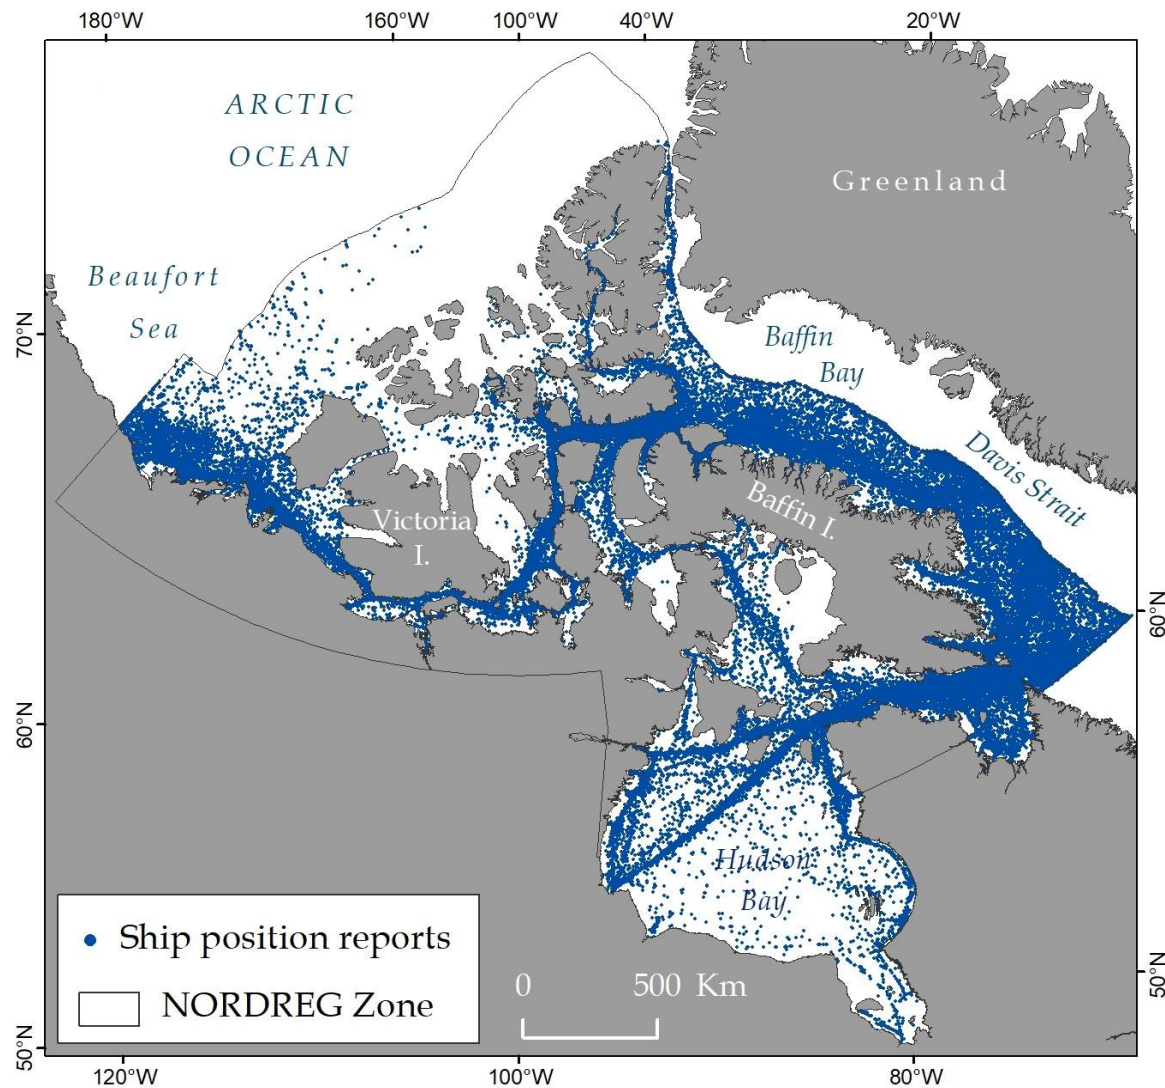 180°W 160°W 100°W 40°W 20°W
ARCTIC
OCEAN
Greenland
Beaufort
Sea
70°N
Baffin
Bay
Davis Strait
Baffin I.
Victoria
I.
60°N
60°N
Hudson
Bay
Ship position reports
NORDREG Zone
0 500 Km
50°N
50°N
120°W 100°W 80°W